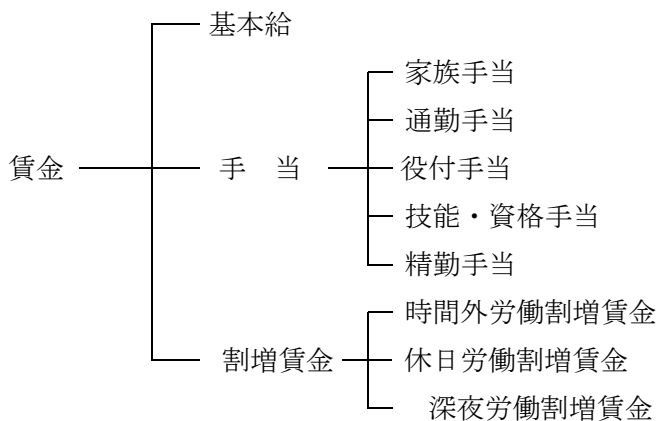 基本給
家族手当
通勤手当
賃金 手 当 役付手当
技能・資格手当
精勤手当
時間外労働割増賃金
割増賃金 休日労働割増賃金
深夜労働割増賃金